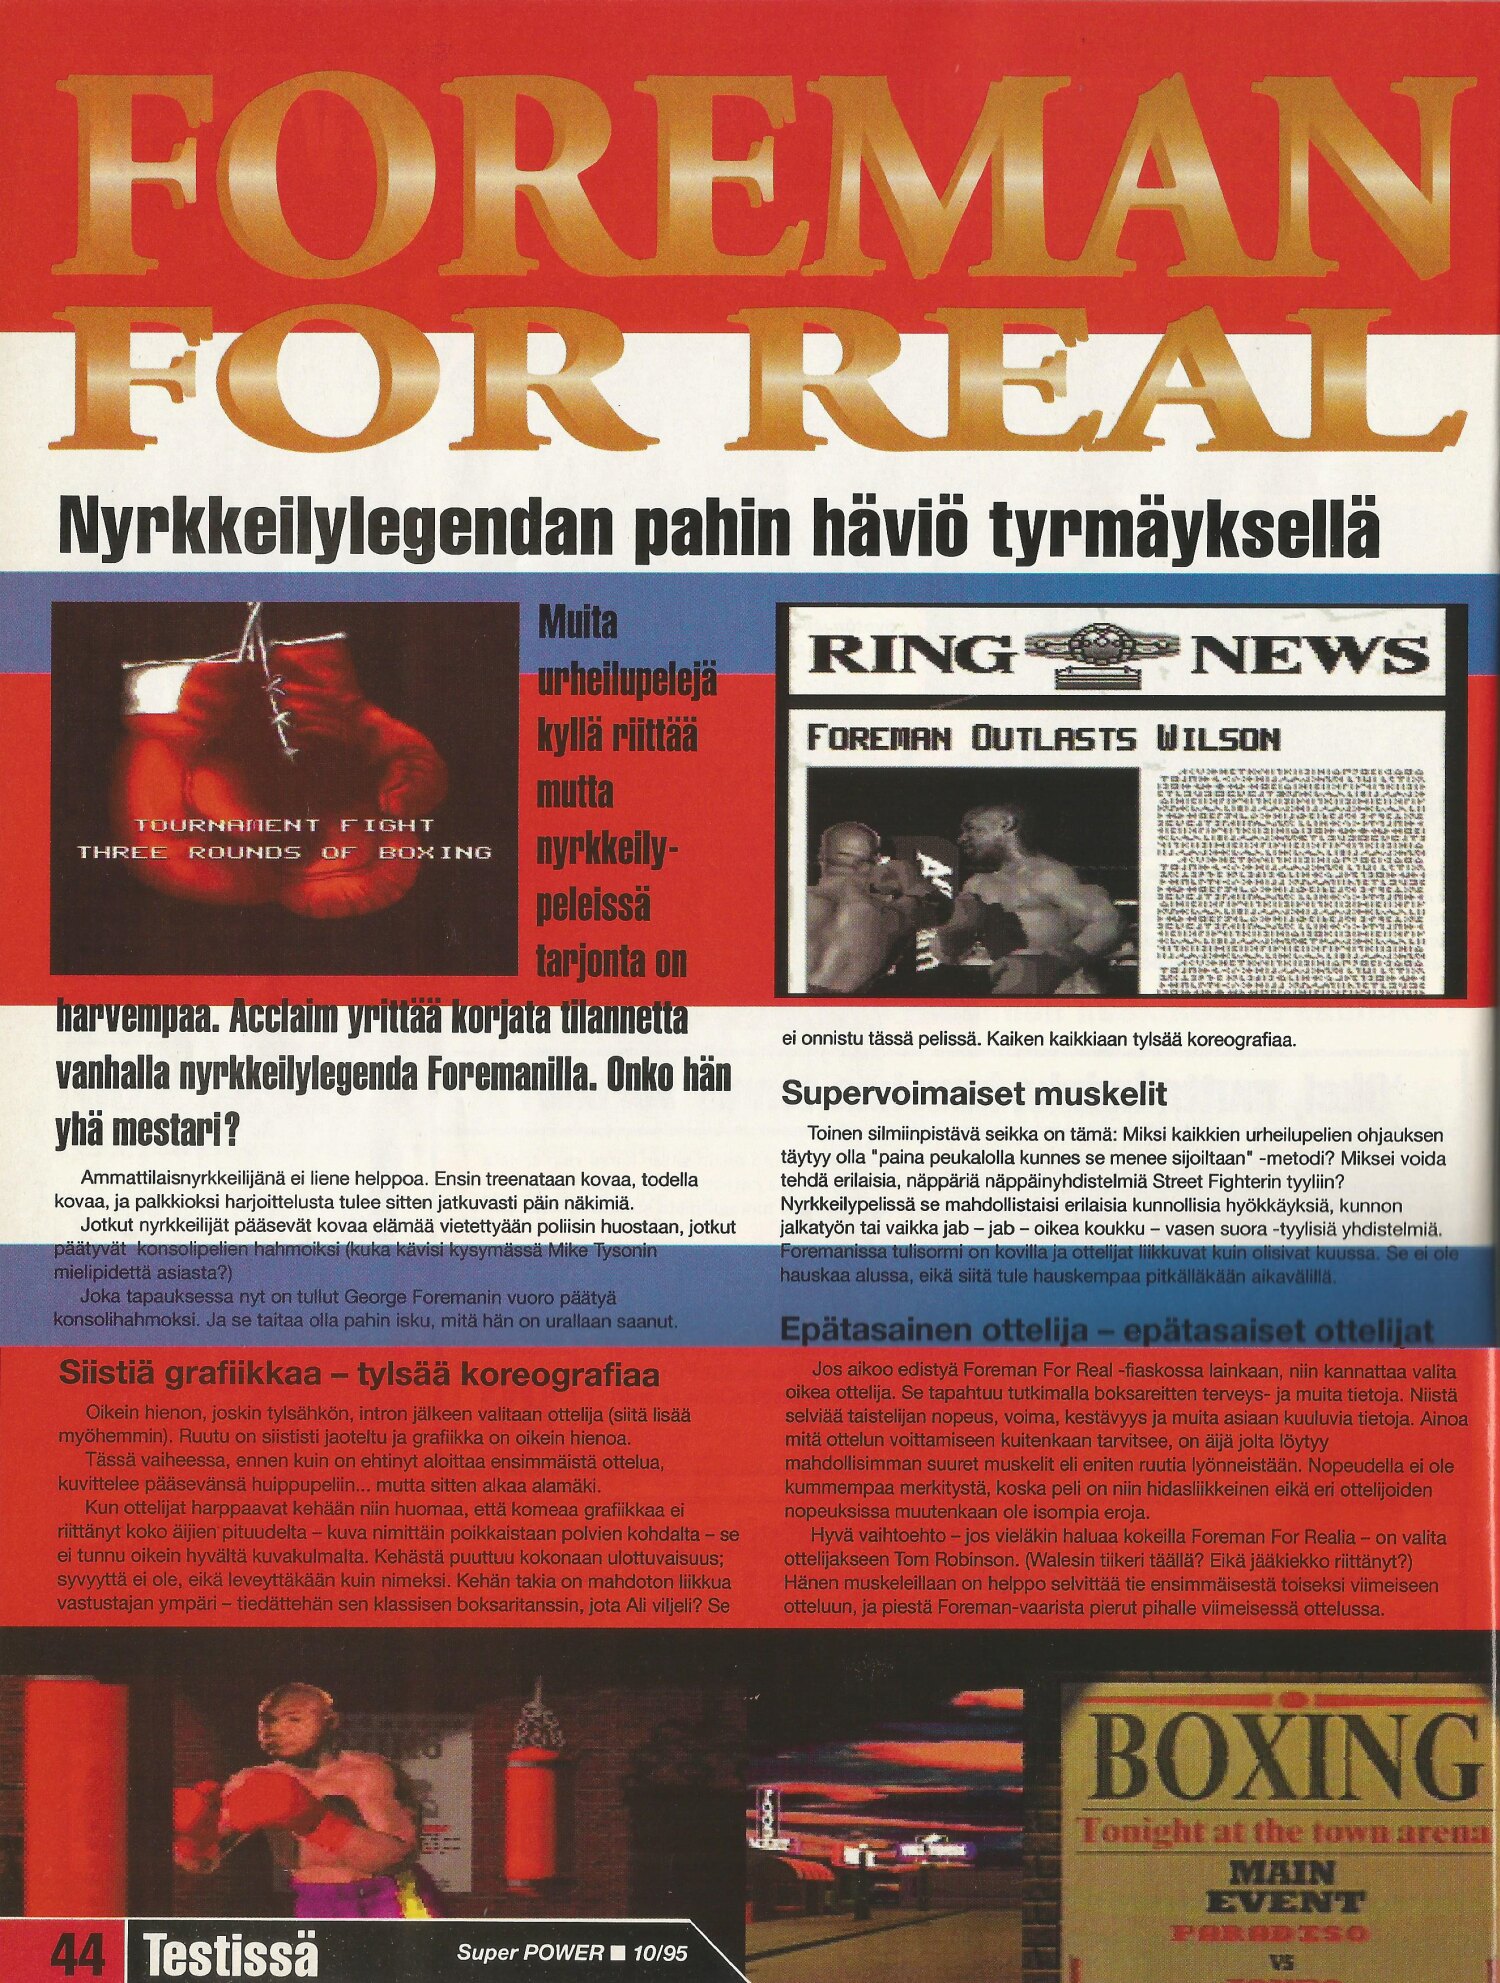 FOREMAN
FOR REAL
Nyrkkeilylegendan pahin häviö tyrmäyksellä
TOURNAMENT FIGHT
THREE ROUNDS OF BOXING
Muita
urheilupelejä
kyllä riittää
mutta
nyrkkeily-
peleissä
tarjonta on
harvempaa. Acclaim yrittää korjata tilannetta
vanhalla nyrkkeilylegenda Foremanilla. Onko hän
yhä mestari?
Ammattilaisnyrkkeilijänä ei liene helppoa. Ensin treenataan kovaa, todella
kovaa, ja palkkioksi harjoittelusta tulee sitten jatkuvasti päin näkimiä.
Jotkut nyrkkeilijät pääsevät kovaa elämää vietettyään poliisin huostaan, jotkut
päätyvät konsolipelien hahmoiksi (kuka kävisi kysymässä Mike Tysonin
mielipidettä asiasta?)
Joka tapauksessa nyt on tullut George Foremanin vuoro päätyä
konsolihahmoksi. Ja se taitaa olla pahin isku, mitä hän on urallaan saanut.
Siistiä grafiikkaa – tylsää koreografiaa
Oikein hienon, joskin tylsähkön, intron jälkeen valitaan ottelija (siitä lisää
myöhemmin). Ruutu on siististi jaoteltu ja grafiikka on oikein hienoa.
Tässä vaiheessa, ennen kuin on ehtinyt aloittaa ensimmäistä ottelua,
kuvittelee pääsevänsä huippupeliin... mutta sitten alkaa alamäki.
Kun ottelijat harppaavat kehään niin huomaa, että komeaa grafiikkaa ei
riittänyt koko äijien pituudelta – kuva nimittäin poikkaistaan polvien kohdalta – se
ei tunnu oikein hyvältä kuvakulmalta. Kehästä puuttuu kokonaan ulottuvaisuus;
syvyyttä ei ole, eikä leveyttäkään kuin nimeksi. Kehän takia on mahdoton liikkua
vastustajan ympäri – tiedättehän sen klassisen boksaritanssin, jota Ali viljeli? Se
RING NEWS
FOREMAN OUTLASTS WILSON
ei onnistu tässä pelissä. Kaiken kaikkiaan tylsää koreografiaa.
Supervoimaiset muskelit
Toinen silmiinpistävä seikka on tämä: Miksi kaikkien urheilupelien ohjauksen
täytyy olla "paina peukalolla kunnes se menee sijoiltaan" -metodi? Miksei voida
tehdä erilaisia, näppäriä näppäinyhdistelmiä Street Fighterin tyyliin?
Nyrkkeilypelissä se mahdollistaisi erilaisia kunnollisia hyökkäyksiä, kunnon
jalkatyön tai vaikka jab – jab – oikea koukku – vasen suora -tyylisiä yhdistelmiä.
Foremanissa tulisormi on kovilla ja ottelijat liikkuvat kuin olisivat kuussa. Se ei ole
hauskaa alussa, eikä siitä tule hauskempaa pitkälläkään aikavälillä.
Epätasainen ottelija – epätasaiset ottelijat
Jos aikoo edistyä Foreman For Real -fiaskossa lainkaan, niin kannattaa valita
oikea ottelija. Se tapahtuu tutkimalla boksareitten terveys- ja muita tietoja. Niistä
selviää taistelijan nopeus, voima, kestävyys ja muita asiaan kuuluvia tietoja. Ainoa
mitä ottelun voittamiseen kuitenkaan tarvitsee, on äijä jolta löytyy
mahdollisimman suuret muskelit eli eniten ruutia lyönneistään. Nopeudella ei ole
kummempaa merkitystä, koska peli on niin hidasliikkeinen eikä eri ottelijoiden
nopeuksissa muutenkaan ole isompia eroja.
Hyvä vaihtoehto – jos vieläkin haluaa kokeilla Foreman For Realia – on valita
ottelijakseen Tom Robinson. (Walesin tiikeri täällä? Eikä jääkiekko riittänyt?)
Hänen muskeleillaan on helppo selvittää tie ensimmäisestä toiseksi viimeiseen
otteluun, ja piestä Foreman-vaarista pierut pihalle viimeisessä ottelussa.
BOXING
Tonight at the town arena
MAIN
EVENT
PARADISO
VS
44 Testissä
Super POWER ■ 10/95